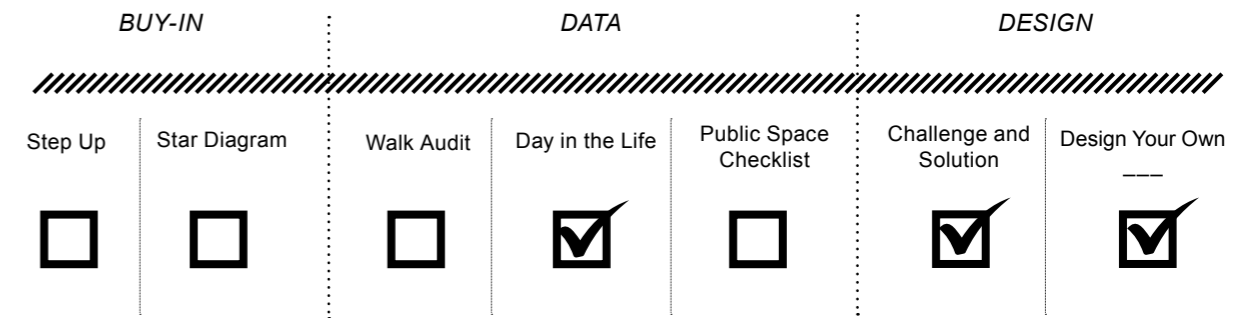 BUY-IN
DATA
DESIGN
Step Up
Star Diagram
Walk Audit
Day in the Life
Public Space
Checklist
Challenge and
Solution
Design Your Own
___